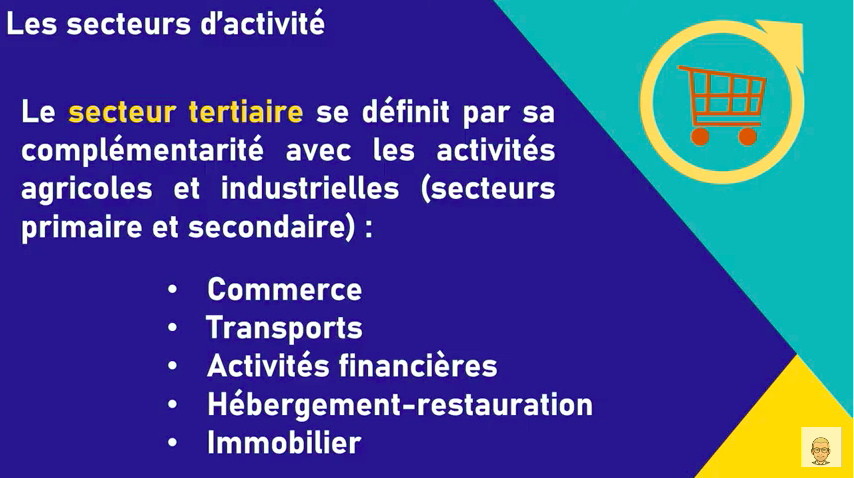 Les secteurs d’activité
Le secteur tertiaire se définit par sa
complémentarité avec les activités
agricoles et industrielles (secteurs
primaire et secondaire) :
• Commerce
• Transports
• Activités financières
• Hébergement-restauration
• Immobilier